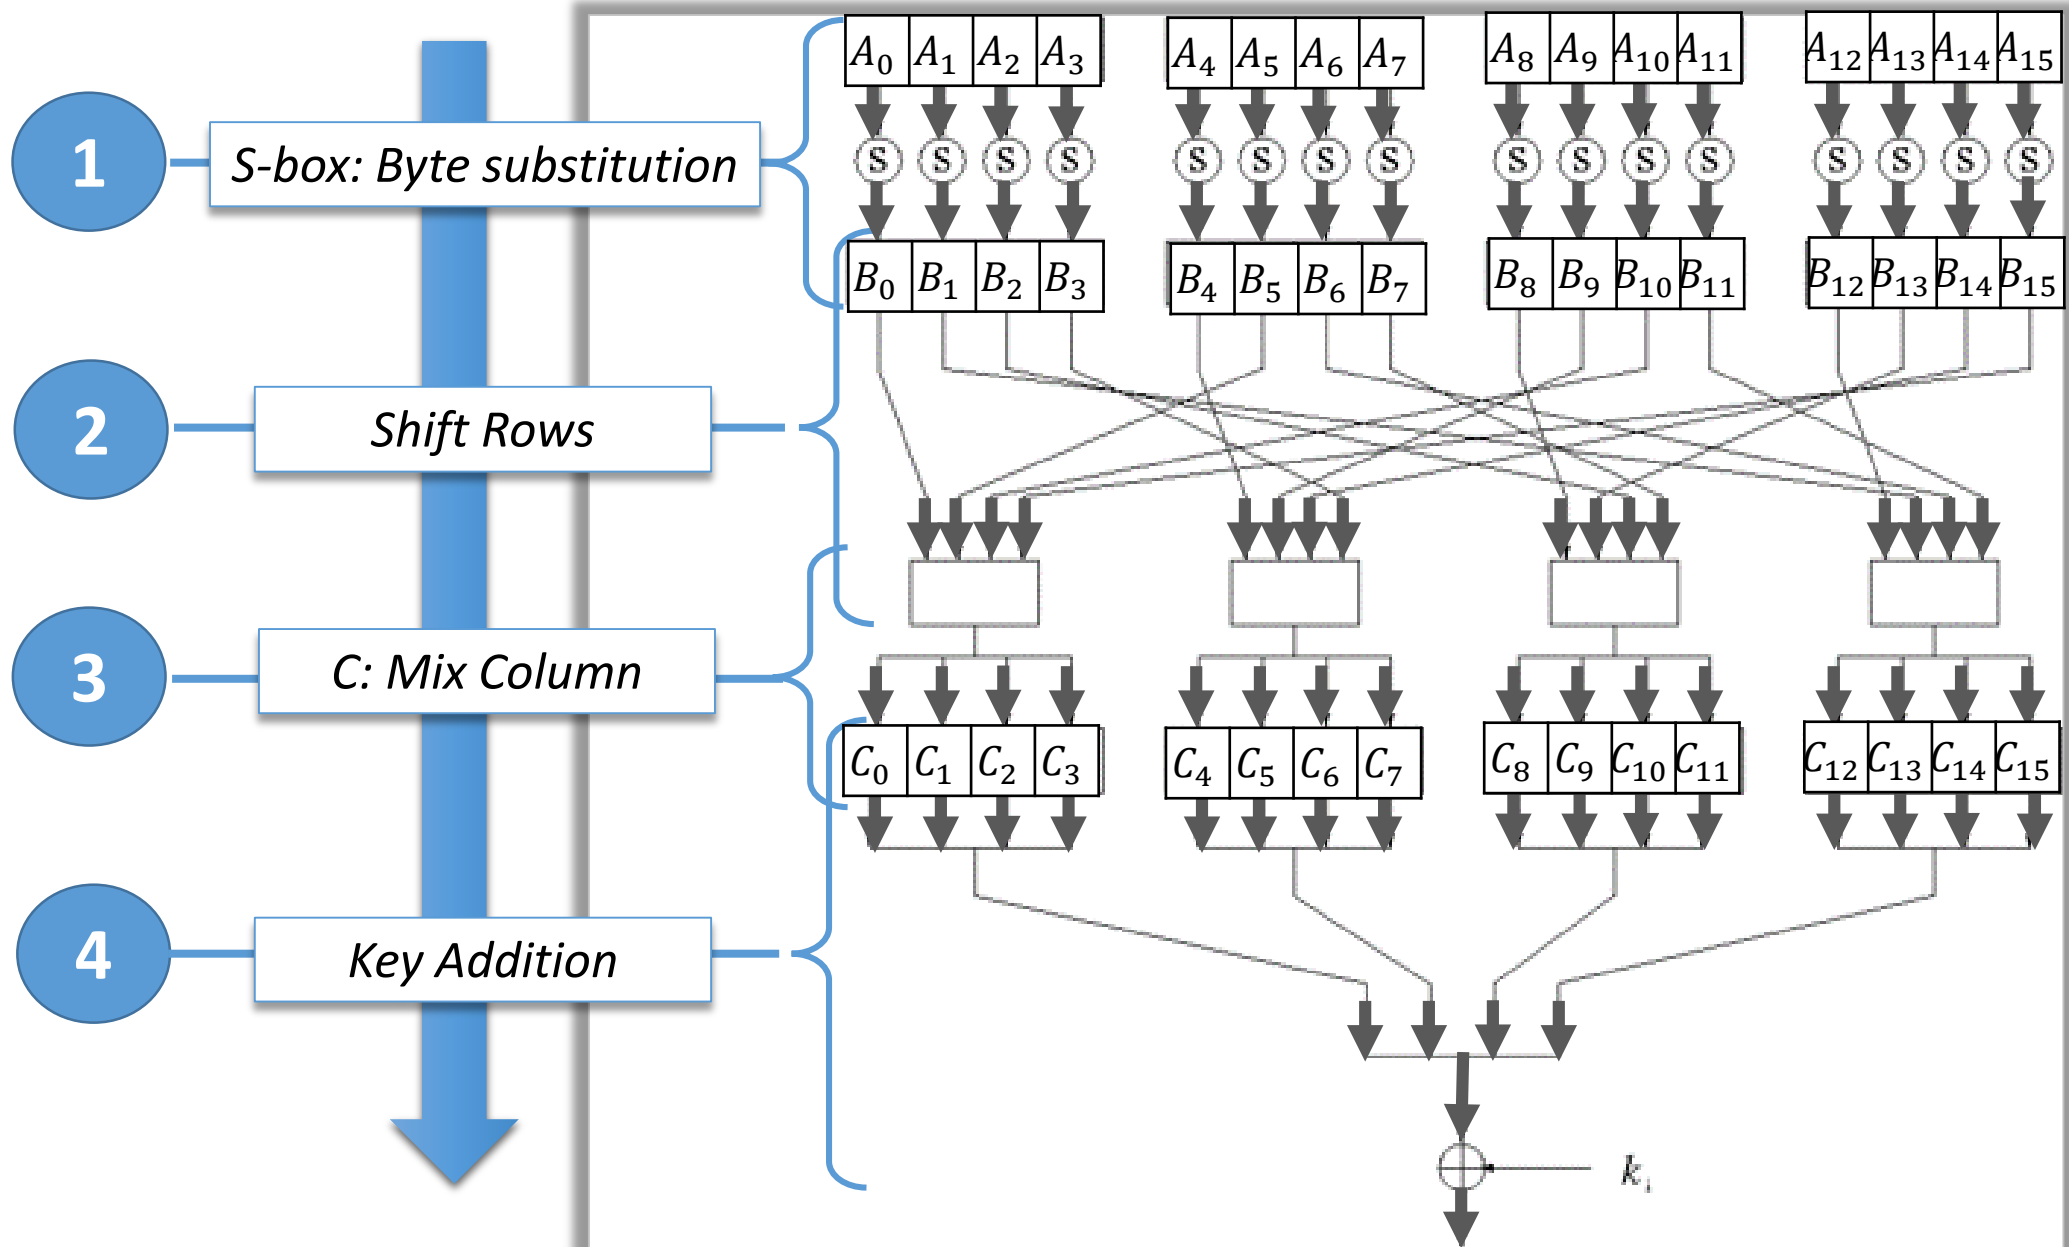 A0 A1 A2 A3 A4 A5 A6 A7 A8 A9 A10 A11 A12 A13 A14 A15
1 S-box: Byte substitution
S S S S S S S S S S S S S S S S
B0 B1 B2 B3 B4 B5 B6 B7 B8 B9 B10 B11 B12 B13 B14 B15
2 Shift Rows
3 C: Mix Column
C0 C1 C2 C3 C4 C5 C6 C7 C8 C9 C10 C11 C12 C13 C14 C15
4 Key Addition
ki